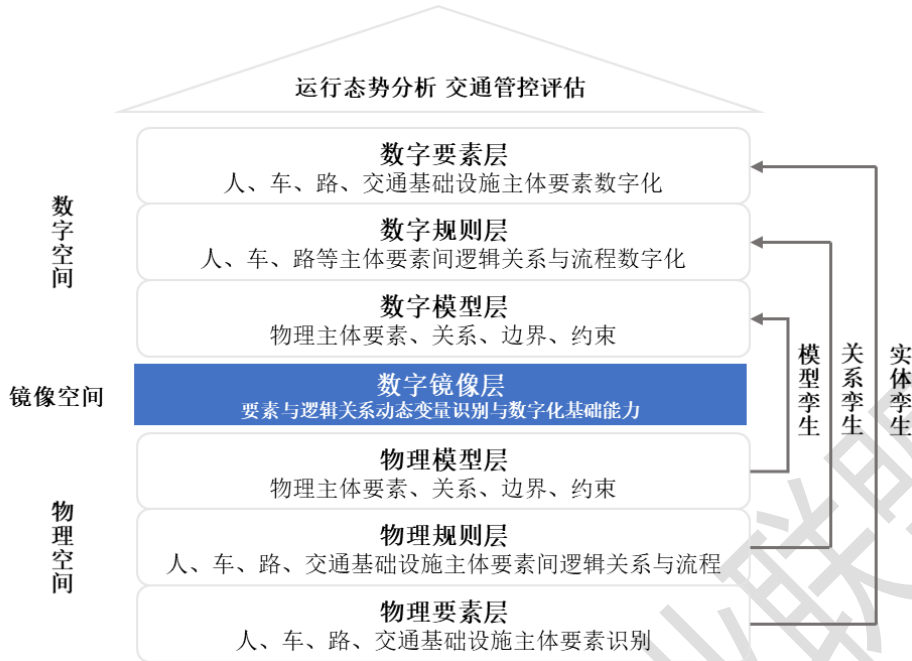 运行态势分析 交通管控评估
数字要素层
人、车、路、交通基础设施主体要素数字化
数字规则层
人、车、路等主体要素间逻辑关系与流程数字化
数字模型层
物理主体要素、关系、边界、约束
数字空间
数字镜像层
要素与逻辑关系动态变量识别与数字化基础能力
镜像空间
物理模型层
物理主体要素、关系、边界、约束
物理规则层
人、车、路、交通基础设施主体要素间逻辑关系与流程
物理要素层
人、车、路、交通基础设施主体要素识别
物理空间
模型孪生
关系孪生
实体孪生
业联盟